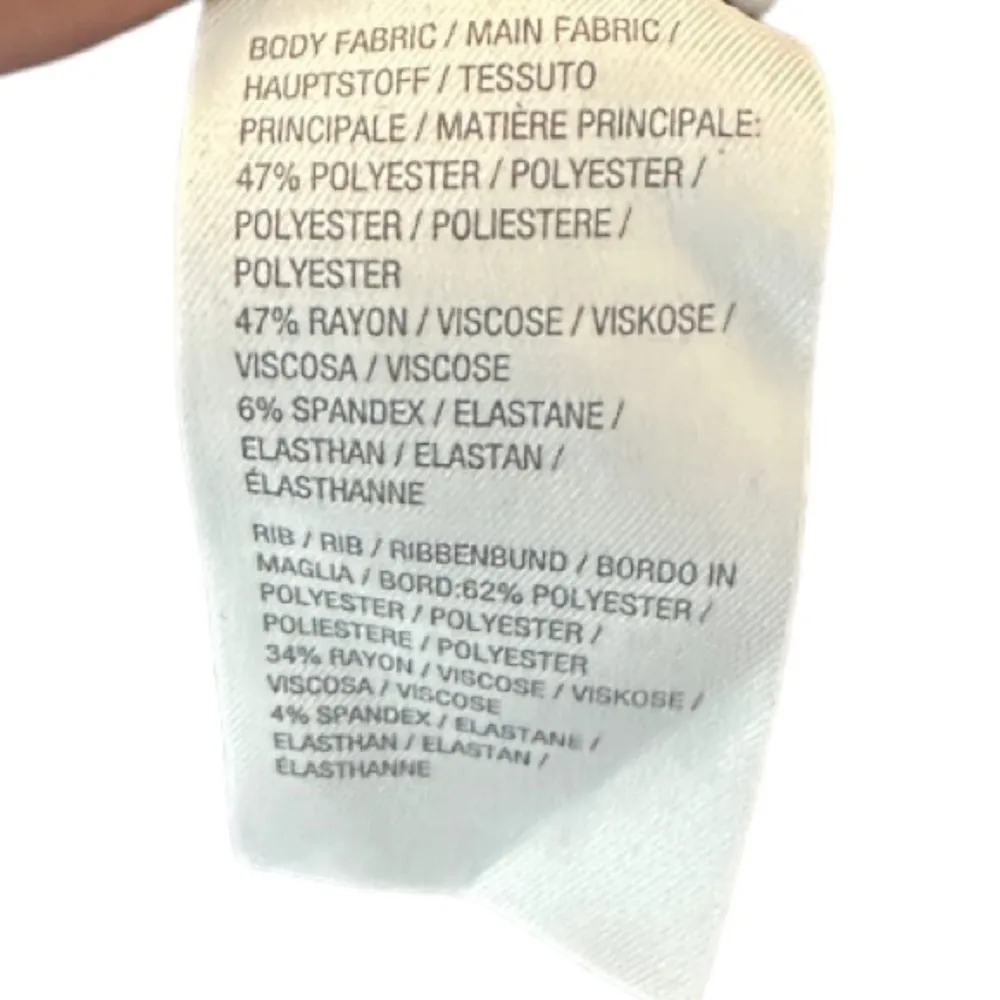 BODY FABRIC / MAIN FABRIC /
HAUPTSTOFF / TESSUTO
PRINCIPALE / MATIÈRE PRINCIPALE:
47% POLYESTER / POLYESTER /
POLYESTER / POLIESTERE /
POLYESTER
47% RAYON / VISCOSE / VISKOSE /
VISCOSA / VISCOSE
6% SPANDEX / ELASTANE /
ELASTHAN / ELASTAN /
ÉLASTHANNE
RIB / RIB / RIBBENBUND / BORDO IN
MAGLIA / BORD:62% POLYESTER /
POLYESTER / POLYESTER /
POLIESTERE / POLYESTER
34% RAYON / VISCOSE / VISKOSE /
VISCOSA / VISCOSE
4% SPANDEX / ELASTANE /
ELASTHAN / ELASTAN /
ÉLASTHANNE